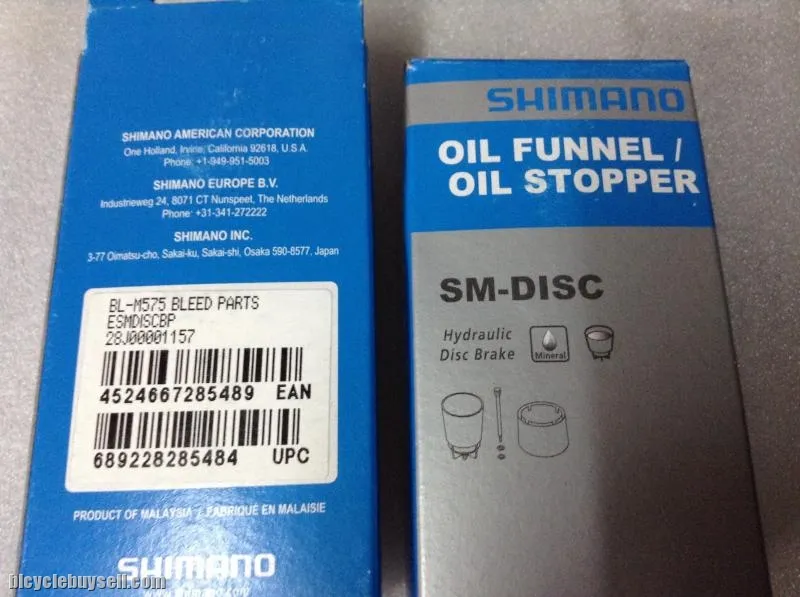 SHIMANO AMERICAN CORPORATION
One Holland, Irvine, California 92618, U.S.A.
Phone: +1-949-951-5003
SHIMANO EUROPE B.V.
Industrieweg 24, 8071 CT Nunspeet, The Netherlands
Phone: +31-341-272222
SHIMANO INC.
3-77 Oimatsu-cho, Sakai-ku, Sakai-shi, Osaka 590-8577, Japan
BL-M575 BLEED PARTS
ESMDISCBP
28J00001157
4524667285489 EAN
689228285484 UPC
PRODUCT OF MALAYSIA / FABRIQUÉ EN MALAISIE
SHIMANO
www.shimano.com
SHIMANO
OIL FUNNEL /
OIL STOPPER
SM-DISC
Hydraulic
Disc Brake
Mineral
bicyclebuysell.com